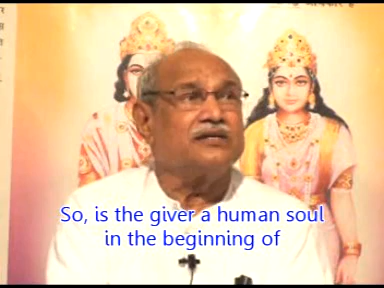 So, is the giver a human soul
in the beginning of